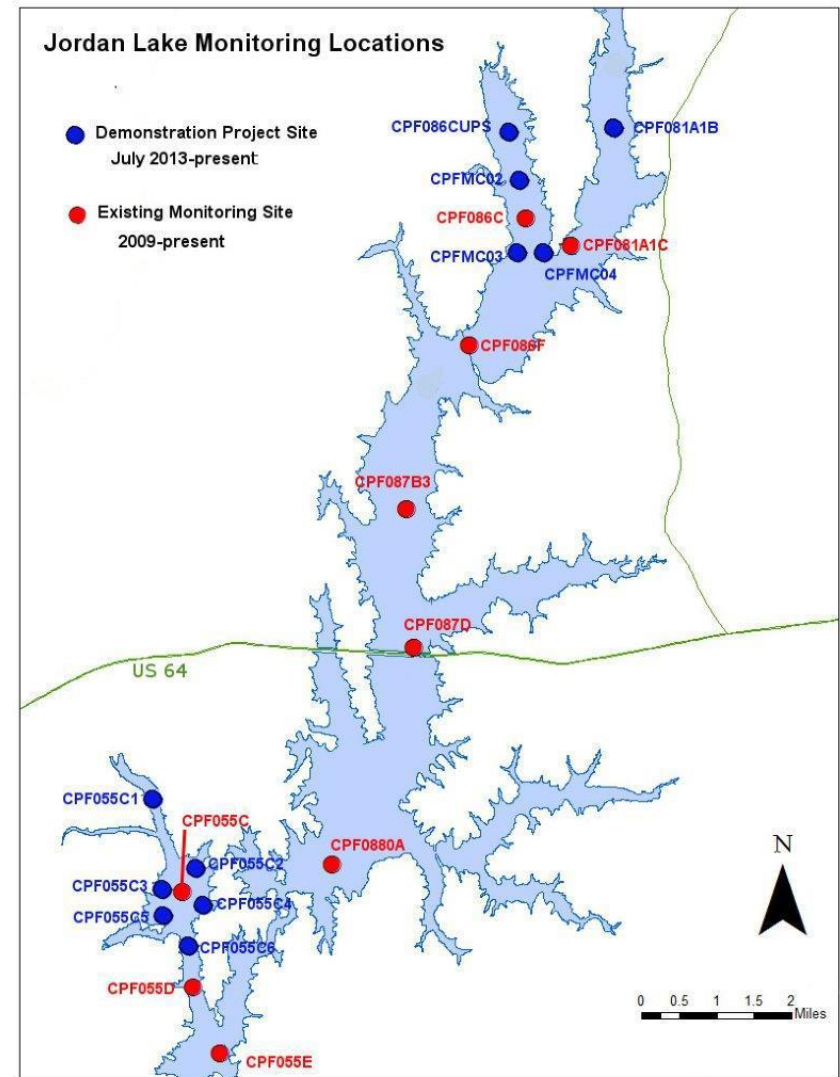 Jordan Lake Monitoring Locations
Demonstration Project Site
July 2013-present
Existing Monitoring Site
2009-present
CPF086CUPS
CPF081A1B
CPFMC02
CPF086C
CPF081A1C
CPFMC03
CPFMC04
CPF086F
CPF087B3
CPF087D
US 64
CPF055C1
CPF055C
CPF0880A
CPF055C2
CPF055C3
CPF055C4
CPF055C5
CPF055C6
CPF055D
CPF055E
N
0 0.5 1 1.5 2
Miles